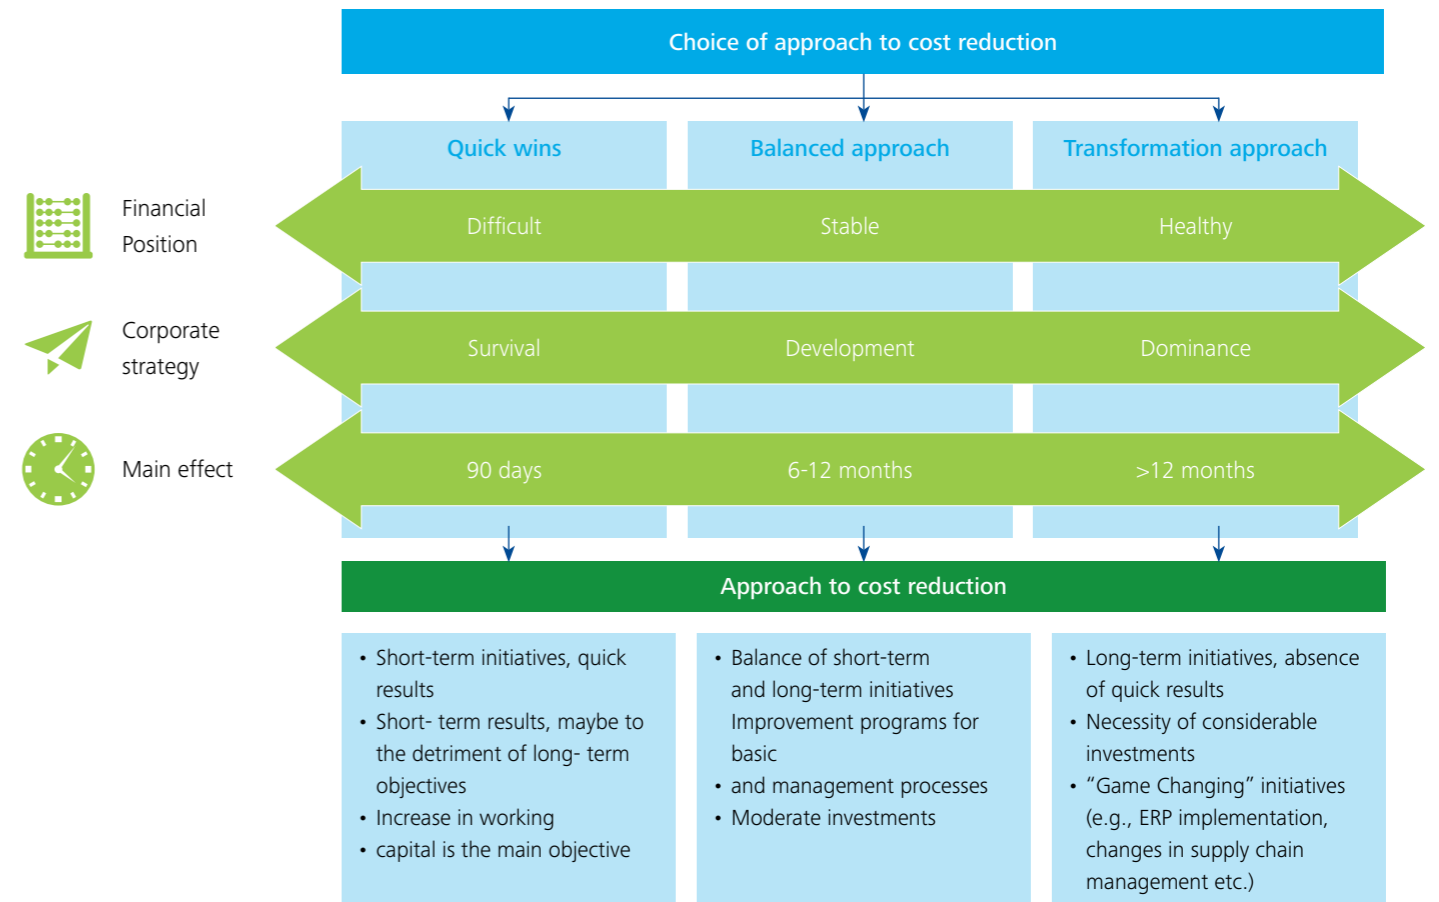 Choice of approach to cost reduction
Quick wins
Balanced approach
Transformation approach
Financial
Position
Difficult
Stable
Healthy
Corporate
strategy
Survival
Development
Dominance
Main effect
90 days
6-12 months
>12 months
Approach to cost reduction
• Short-term initiatives, quick
results
• Short- term results, maybe to
the detriment of long- term
objectives
• Increase in working
• capital is the main objective
• Balance of short-term
and long-term initiatives
Improvement programs for
basic
• and management processes
• Moderate investments
• Long-term initiatives, absence
of quick results
• Necessity of considerable
investments
• “Game Changing” initiatives
(e.g., ERP implementation,
changes in supply chain
management etc.)